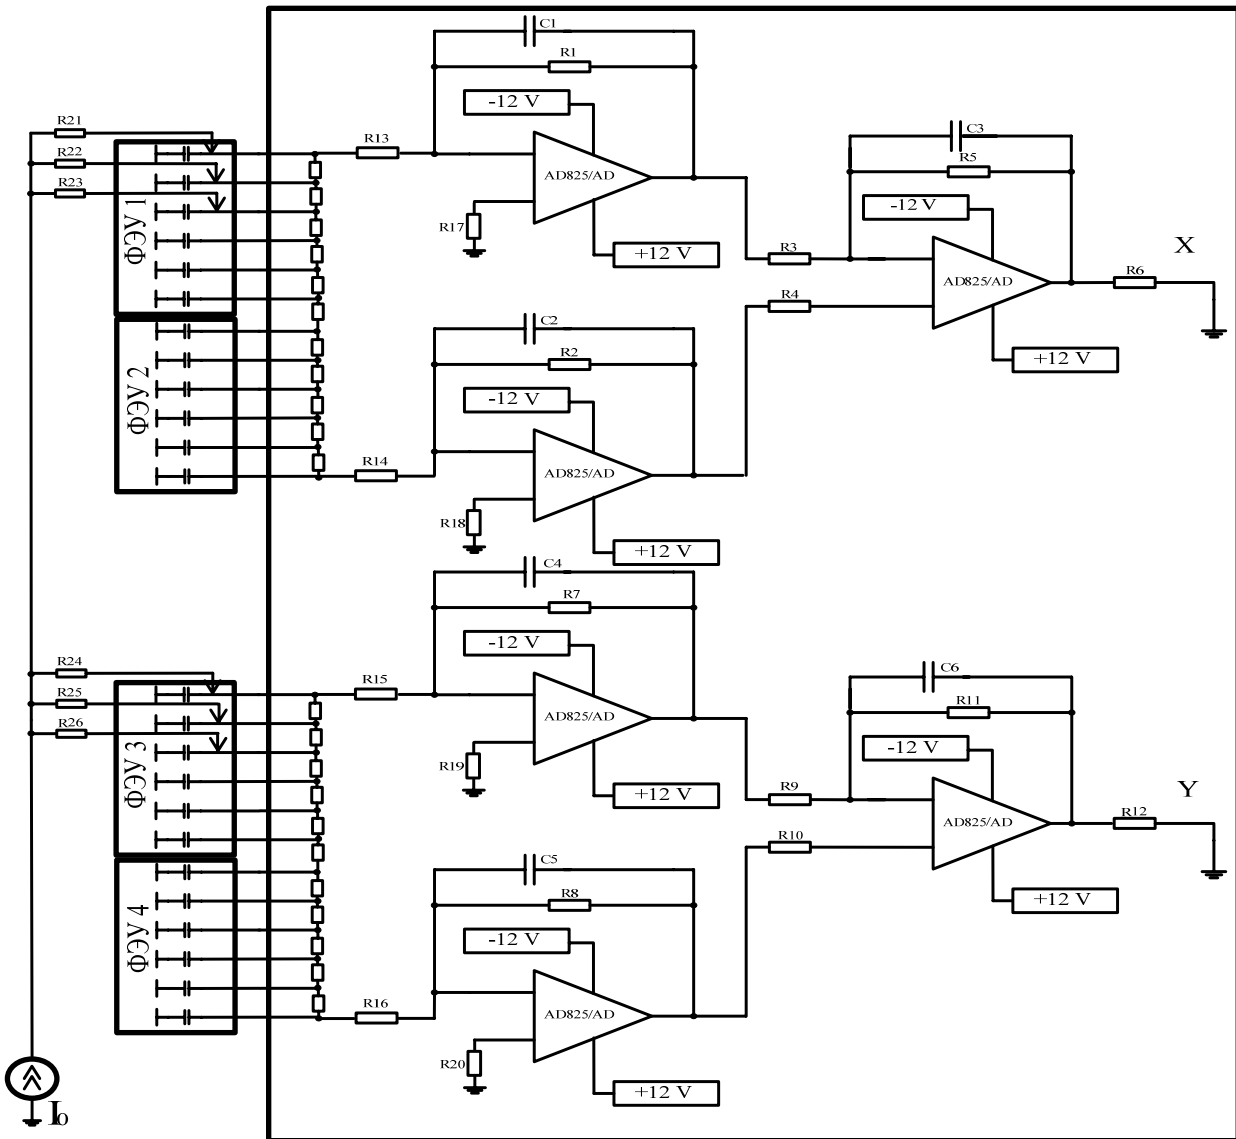 C1
R1
-12 V
R21
R13
C3
R22
R5
R23
AD825/AD
-12 V
ФЭУ 1
R17
+12 V
R3
X
R6
AD825/AD
R4
C2
R2
+12 V
ФЭУ 2
-12 V
R14
AD825/AD
R18
+12 V
C4
R7
-12 V
R24
R15
C6
R25
R11
R26
AD825/AD
-12 V
ФЭУ 3
R19
+12 V
R9
Y
R12
AD825/AD
R10
C5
R8
+12 V
ФЭУ 4
-12 V
R16
AD825/AD
R20
+12 V
I0